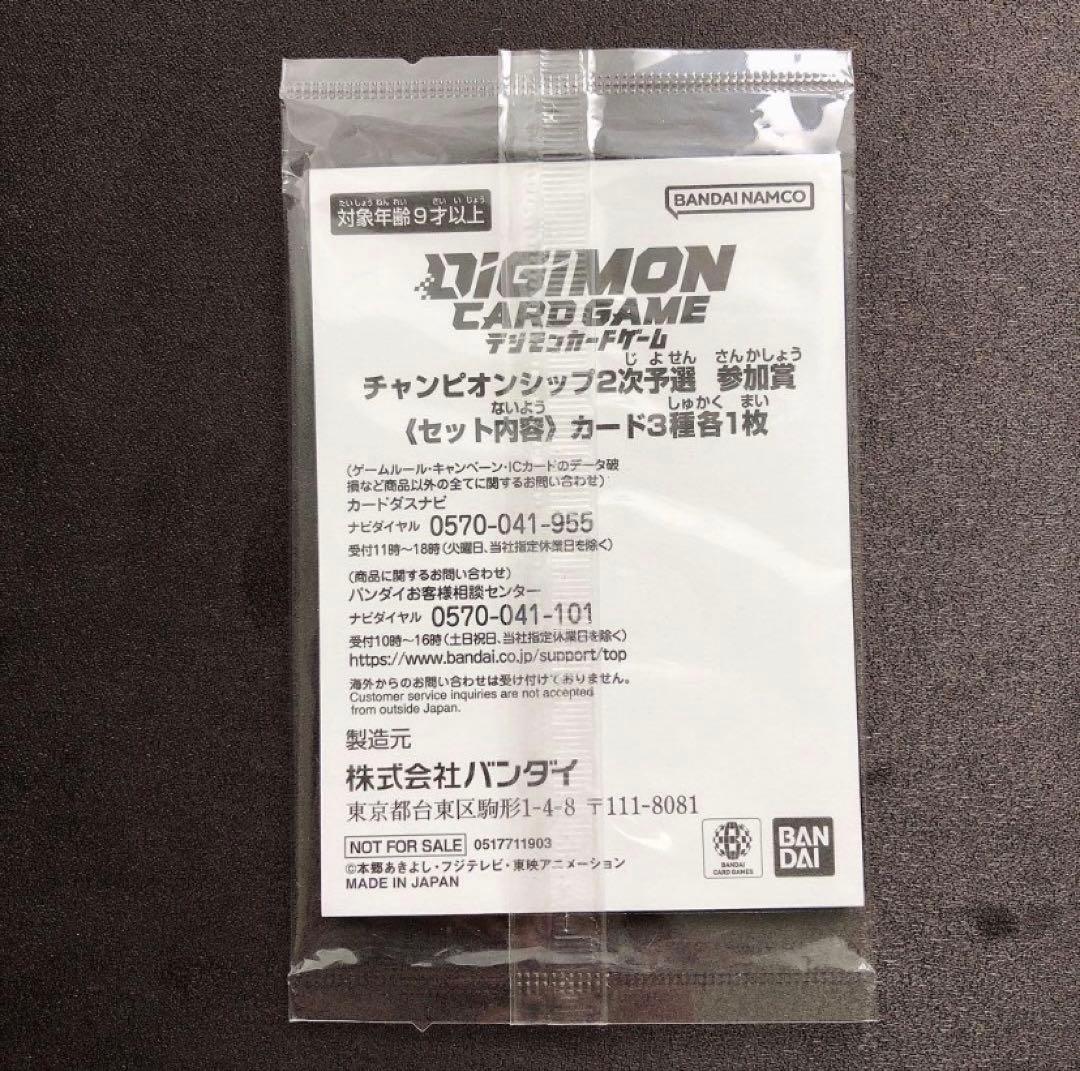 たいしょうねんれい さいいじょう
対象年齢9才以上
BANDAI NAMCO
DIGIMON
CARD GAME
デジモンカードゲーム
じよせん さんかしょう
チャンピオンシップ2次予選 参加賞
ないよう しゅかく まい
《セット内容》カード3種各1枚
(ゲームルール・キャンペーン・ICカードのデータ破
損など商品以外の全てに関するお問い合わせ)
カードダスナビ
ナビダイヤル 0570-041-955
受付11時〜18時(火曜日、当社指定休業日を除く)
(商品に関するお問い合わせ)
バンダイお客様相談センター
ナビダイヤル 0570-041-101
受付10時〜16時(土日祝日、当社指定休業日を除く)
https://www.bandai.co.jp/support/top
海外からのお問い合わせは受け付けておりません。
Customer service inquiries are not accepted
from outside Japan.
製造元
株式会社バンダイ
東京都台東区駒形1-4-8 〒111-8081
NOT FOR SALE 0517711903
©本郷あきよし・フジテレビ・東映アニメーション
MADE IN JAPAN
BANDAI
CARD GAMES
BAN
DAI